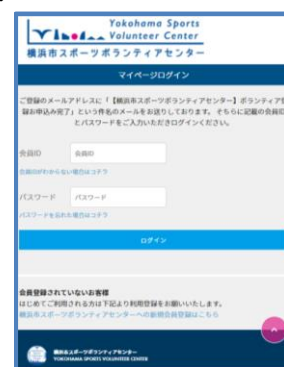 Yokohama Sports
Volunteer Center
横浜市スポーツボランティアセンター
マイページログイン
ご登録のメールアドレスに「【横浜市スポーツボランティアセンター】ボランティア登
録お申込み完了」という件名のメールをお送りしております。 そちらに記載の会員ID
とパスワードをご入力いただきログインください。
会員ID
会員ID
会員IDがわからない場合はコチラ
パスワード
パスワード
パスワードを忘れた場合はコチラ
ログイン
会員登録されていないお客様
はじめてご利用される方は下記より利用登録をお願いいたします。
横浜市スポーツボランティアセンターへの新規会員登録はこちら
横浜市スポーツボランティアセンター
YOKOHAMA SPORTS VOLUNTEER CENTER